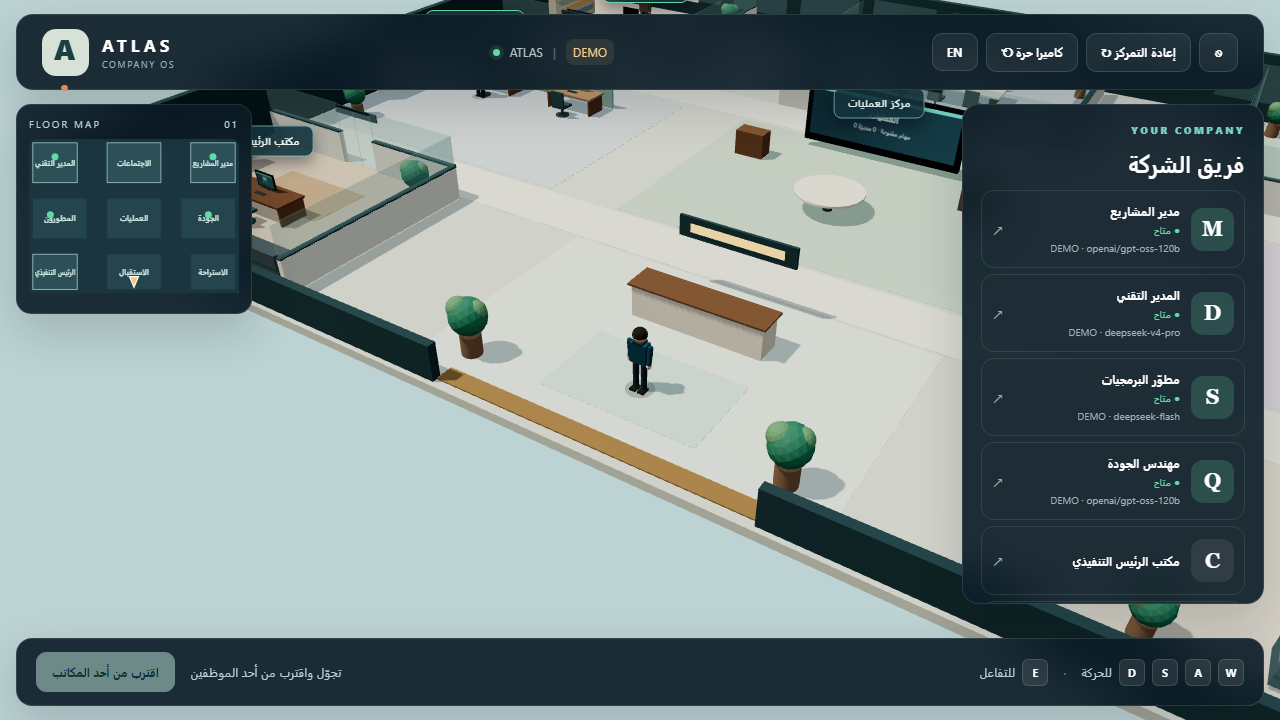 A
ATLAS
COMPANY OS
ATLAS | DEMO
EN
كاميرا حرة
إعادة التمركز
FLOOR MAP
01
مدير المشاريع
الاجتماعات
المدير التقني
الجودة
العمليات
المطورون
الاستراحة
الاستقبال
الرئيس التنفيذي
مركز العمليات
مهام مفتوحة
YOUR COMPANY
فريق الشركة
M
مدير المشاريع
متاح
DEMO · openai/gpt-oss-120b
D
المدير التقني
متاح
DEMO · deepseek-v4-pro
S
مطوّر البرمجيات
متاح
DEMO · deepseek-flash
Q
مهندس الجودة
متاح
DEMO · openai/gpt-oss-120b
C
مكتب الرئيس التنفيذي
W A S D للحركة · E للتفاعل
تجوّل واقترب من أحد الموظفين
اقترب من أحد المكاتب